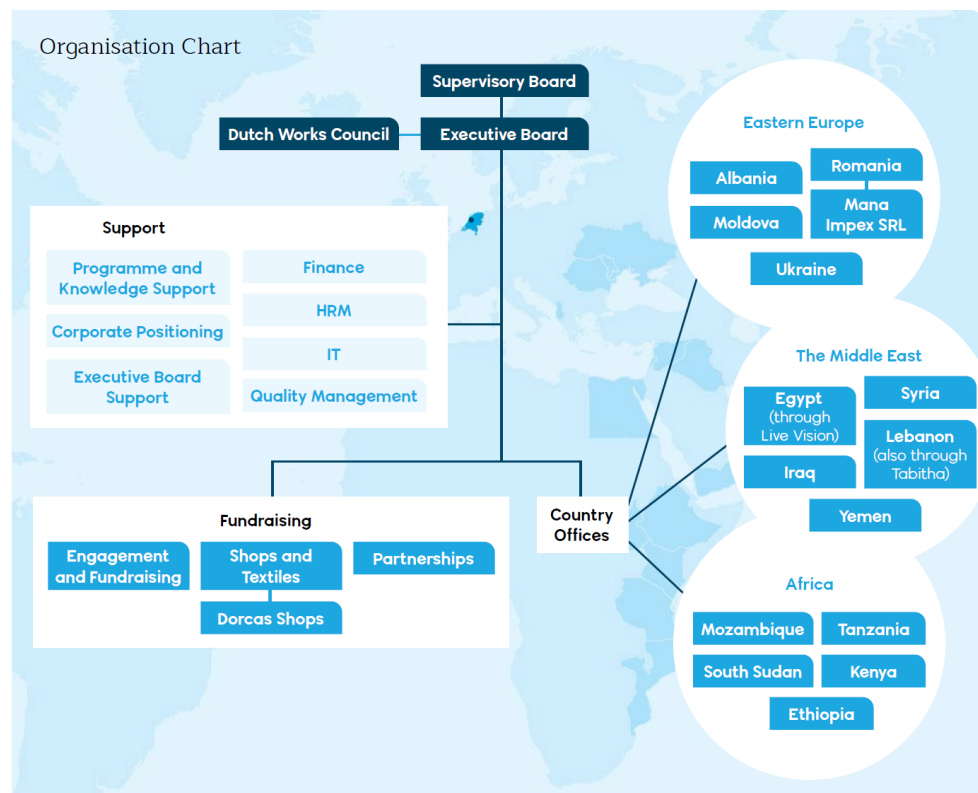 Organisation Chart
Supervisory Board
Dutch Works Council
Executive Board
Support
Programme and
Knowledge Support
Corporate Positioning
Executive Board
Support
Finance
HRM
IT
Quality Management
Fundraising
Engagement
and Fundraising
Shops and
Textiles
Dorcas Shops
Partnerships
Country
Offices
Eastern Europe
Albania
Romania
Moldova
Mana
Impex SRL
Ukraine
The Middle East
Egypt
(through
Live Vision)
Syria
Lebanon
(also through
Tabitha)
Iraq
Yemen
Africa
Mozambique
Tanzania
South Sudan
Kenya
Ethiopia